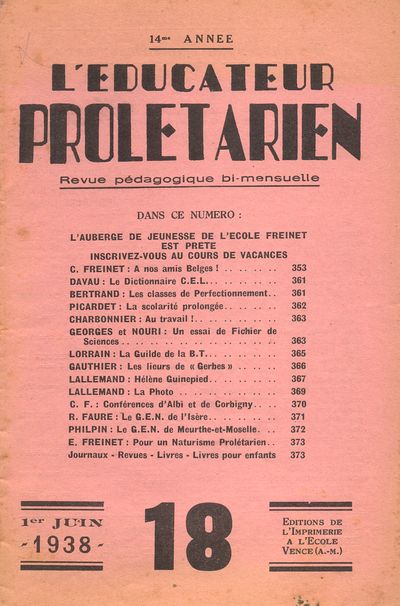 14me ANNEE
L'EDUCATEUR
PROLETARIEN
Revue pédagogique bi-mensuelle
DANS CE NUMERO :
L'AUBERGE DE JEUNESSE DE L'ECOLE FREINET
EST PRETE
INSCRIVEZ-VOUS AU COURS DE VACANCES
C. FREINET : A nos amis Belges ! . . . . . . . 353
DAVAU : Le Dictionnaire C.E.L. . . . . . . . . 361
BERTRAND : Les classes de Perfectionnement. . 361
PICARDET : La scolarité prolongée. . . . . . . 362
CHARBONNIER : Au travail !. . . . . . . . . . 363
GEORGES et NOURI : Un essai de Fichier de
Sciences . . . . . . . . . . . . . . . . 363
LORRAIN : La Guilde de la B.T. . . . . . . . . 365
GAUTHIER : Les lieurs de « Gerbes » . . . . . 366
LALLEMAND : Hélène Guinepied. . . . . . . . . 367
LALLEMAND : La Photo . . . . . . . . . . . . 369
C. F. : Conférences d'Albi et de Corbigny. . . . 370
R. FAURE : Le G.E.N. de l'Isère. . . . . . . . 371
PHILPIN : Le G.E.N. de Meurthe-et-Moselle. . . 372
E. FREINET : Pour un Naturisme Prolétarien. . 373
Journaux - Revues - Livres - Livres pour enfants 373
1er JUIN
- 1938 -
18
EDITIONS DE
L'IMPRIMERIE
A L'ECOLE
VENCE (A.-M.)